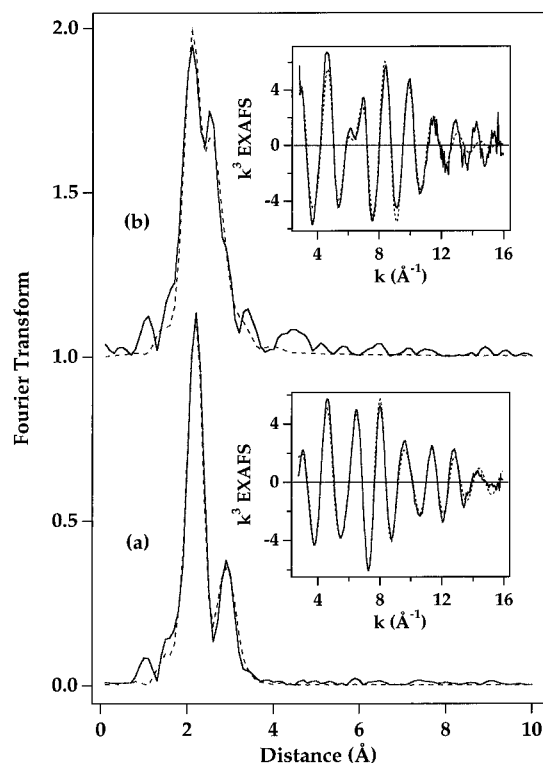 2.0
1.5
1.0
0.5
0.0
Fourier Transform
(b)
(a)
k³ EXAFS
4
0
-4
4 8 12 16
k (Å⁻¹)
k³ EXAFS
4
0
-4
4 8 12 16
k (Å⁻¹)
0 2 4 6 8 10
Distance (Å)